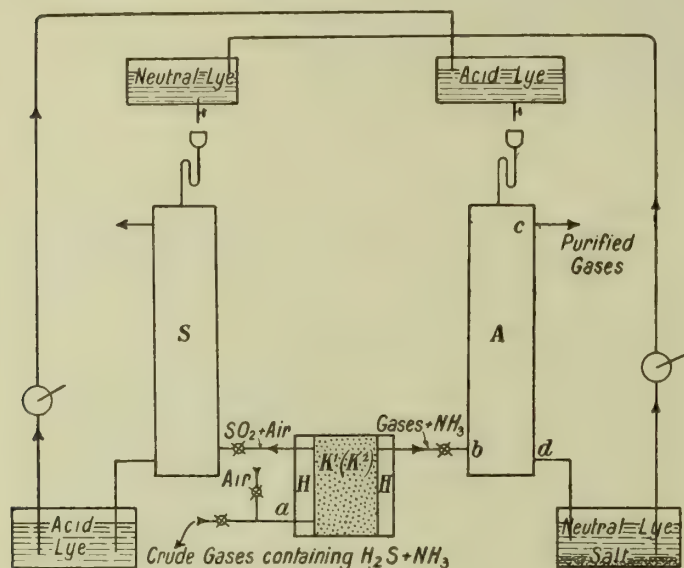 Neutral Lye
Acid Lye
c
Purified
Gases
S
A
SO₂+Air
Gases+NH₃
K¹(K²)
b
d
Air
H
H
a
Acid
Lye
Neutral Lye
Salt
Crude Gases containing H₂S+NH₃